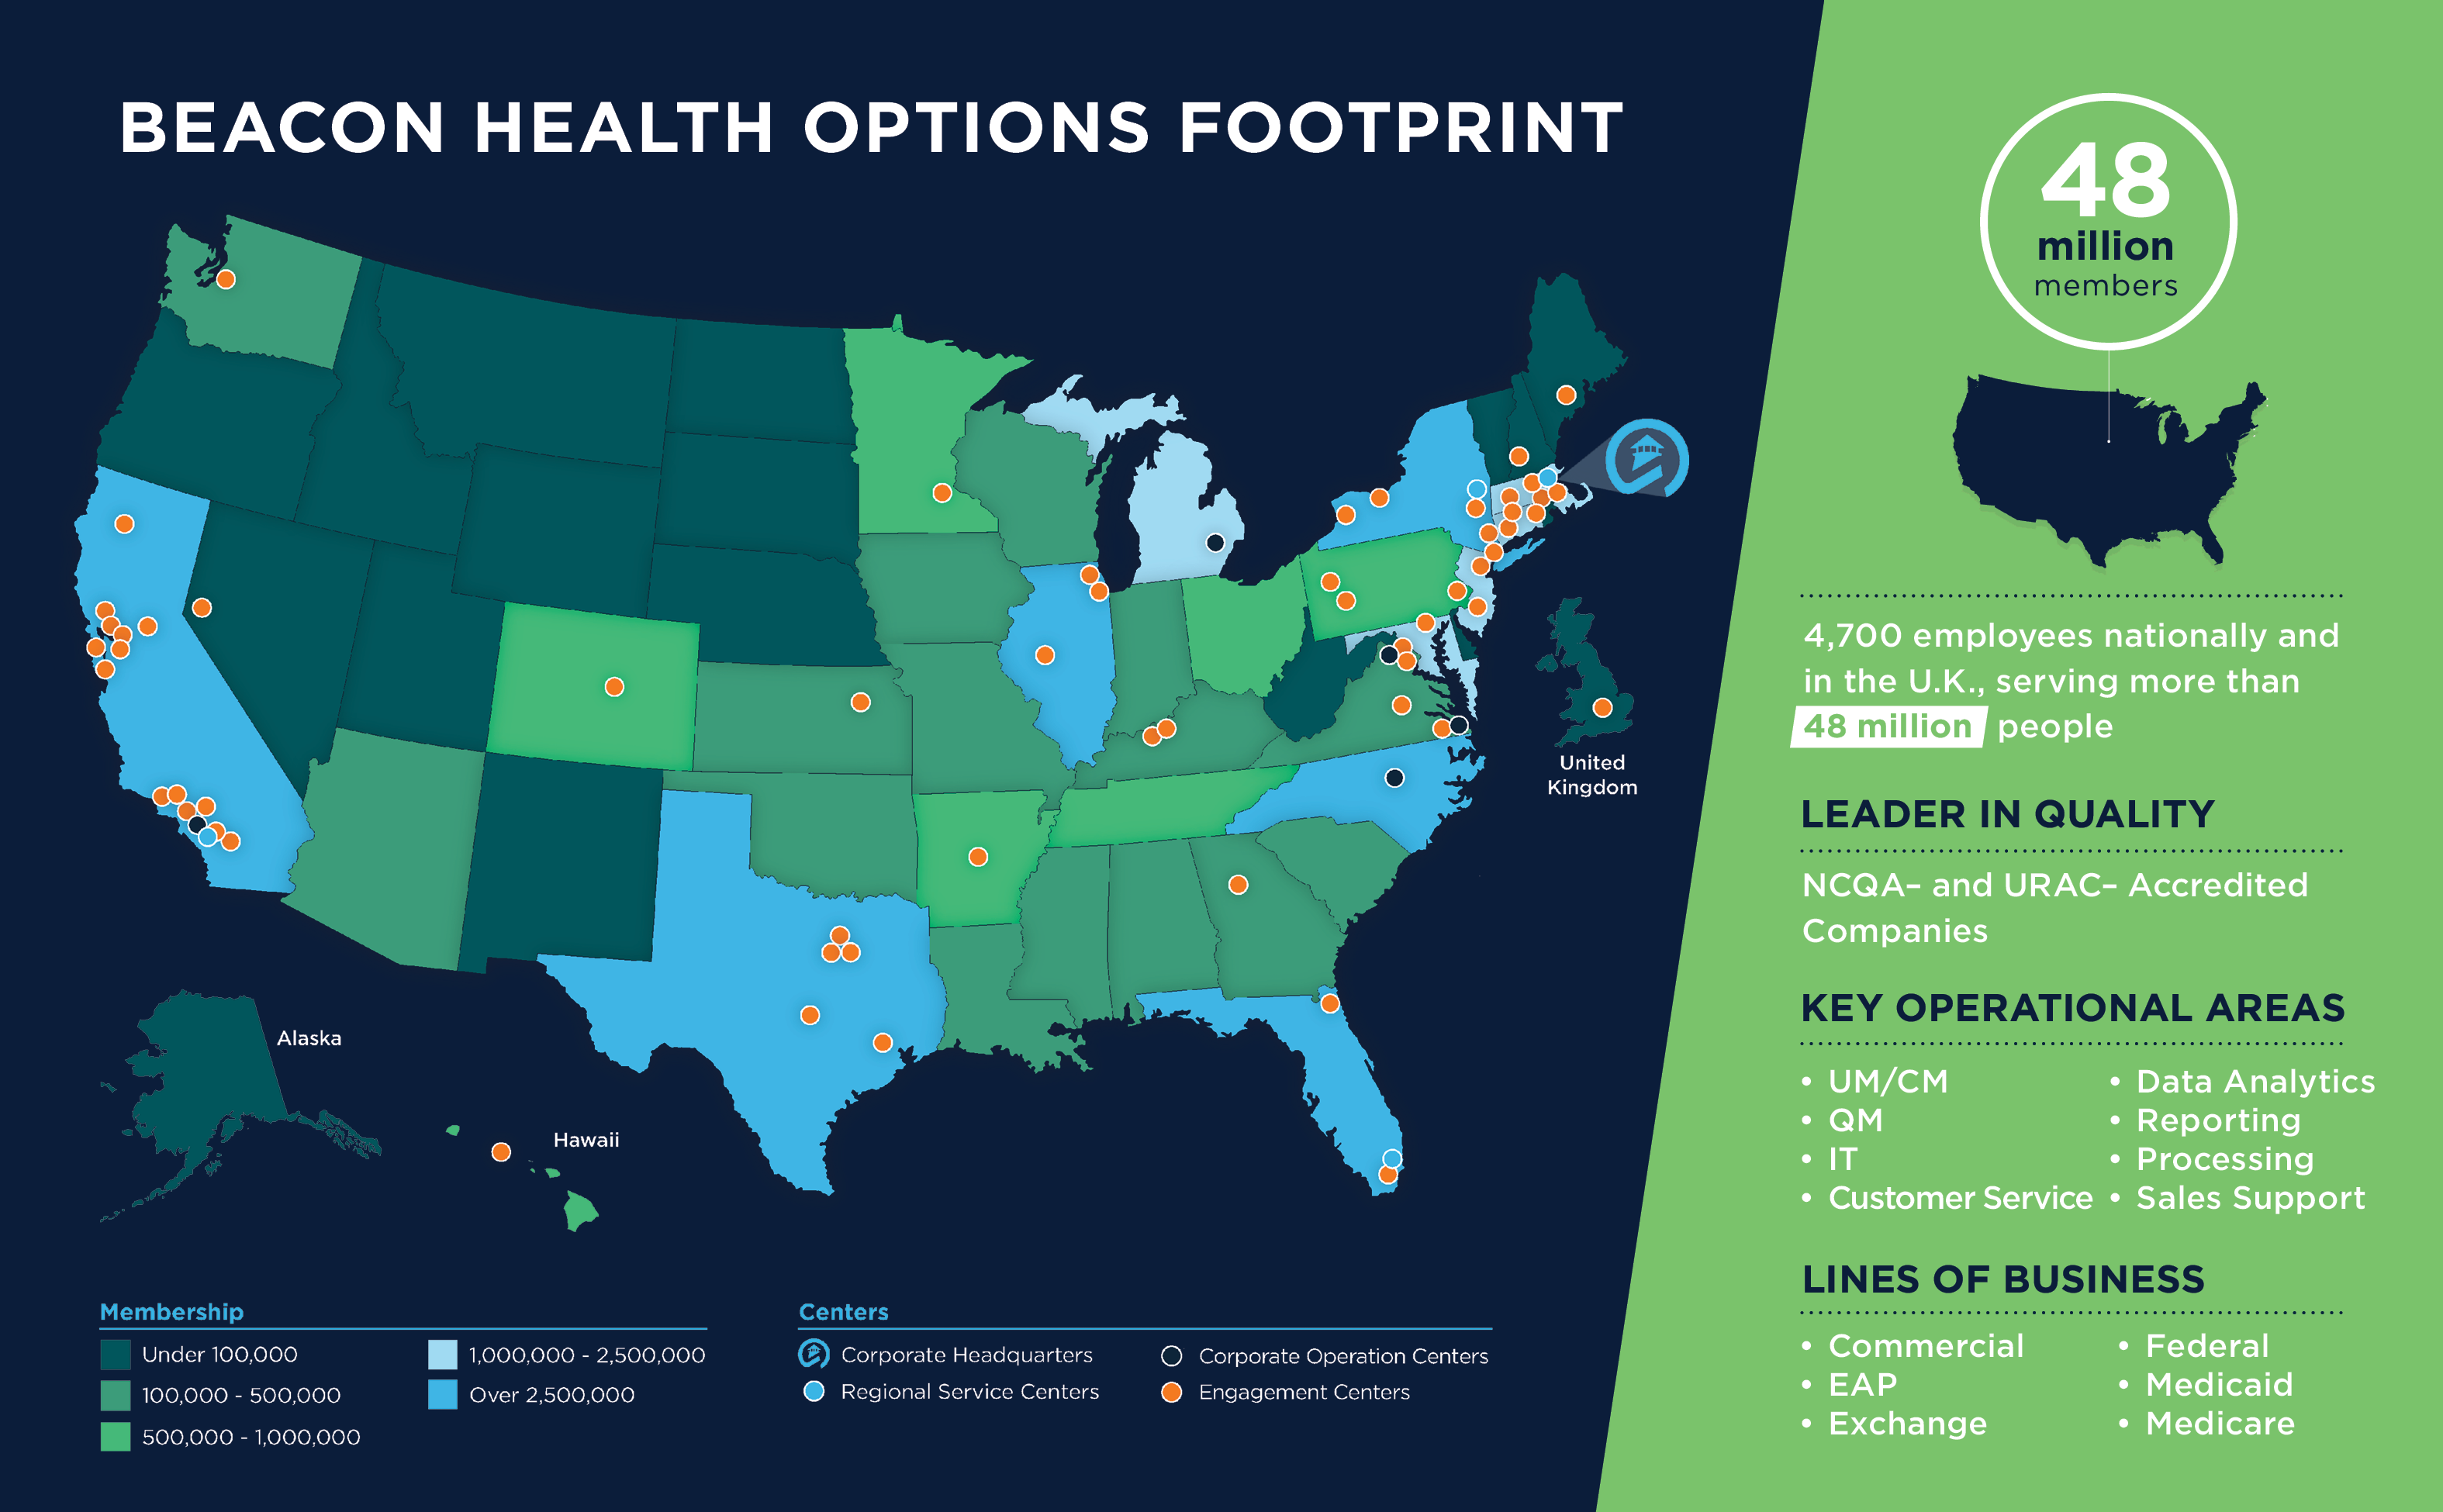 BEACON HEALTH OPTIONS FOOTPRINT
48
million
members
4,700 employees nationally and
in the U.K., serving more than
48 million people
LEADER IN QUALITY
NCQA– and URAC– Accredited
Companies
KEY OPERATIONAL AREAS
• UM/CM
• QM
• IT
• Customer Service
• Data Analytics
• Reporting
• Processing
• Sales Support
LINES OF BUSINESS
• Commercial
• EAP
• Exchange
• Federal
• Medicaid
• Medicare
United
Kingdom
Alaska
Hawaii
Membership
Under 100,000
100,000 - 500,000
500,000 - 1,000,000
1,000,000 - 2,500,000
Over 2,500,000
Centers
Corporate Headquarters
Regional Service Centers
Corporate Operation Centers
Engagement Centers